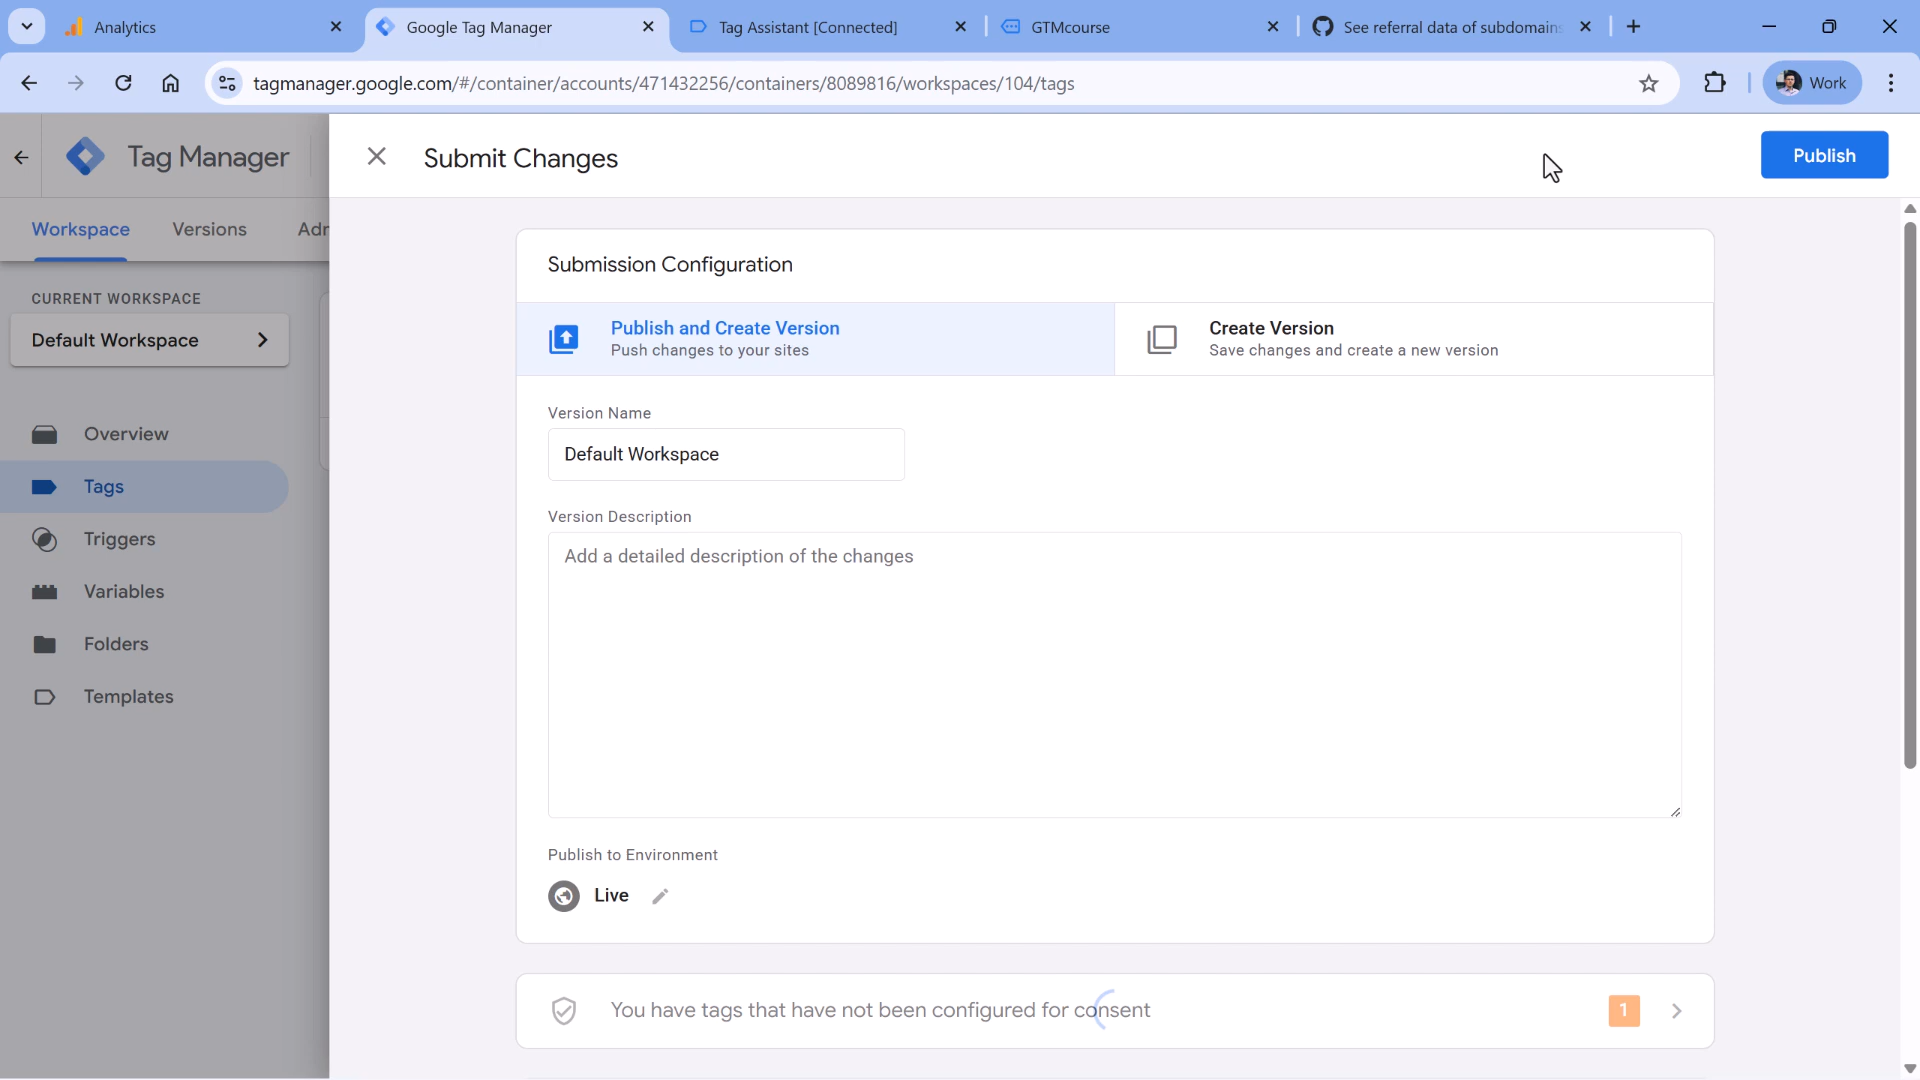 Analytics
Google Tag Manager
Tag Assistant [Connected]
GTMcourse
See referral data of subdomains
tagmanager.google.com/#/container/accounts/471432256/containers/8089816/workspaces/104/tags
Work
Tag Manager
Submit Changes
Publish
Workspace
Versions
Adr
CURRENT WORKSPACE
Default Workspace
Overview
Tags
Triggers
Variables
Folders
Templates
Submission Configuration
Publish and Create Version
Push changes to your sites
Create Version
Save changes and create a new version
Version Name
Default Workspace
Version Description
Add a detailed description of the changes
Publish to Environment
Live
You have tags that have not been configured for consent
1